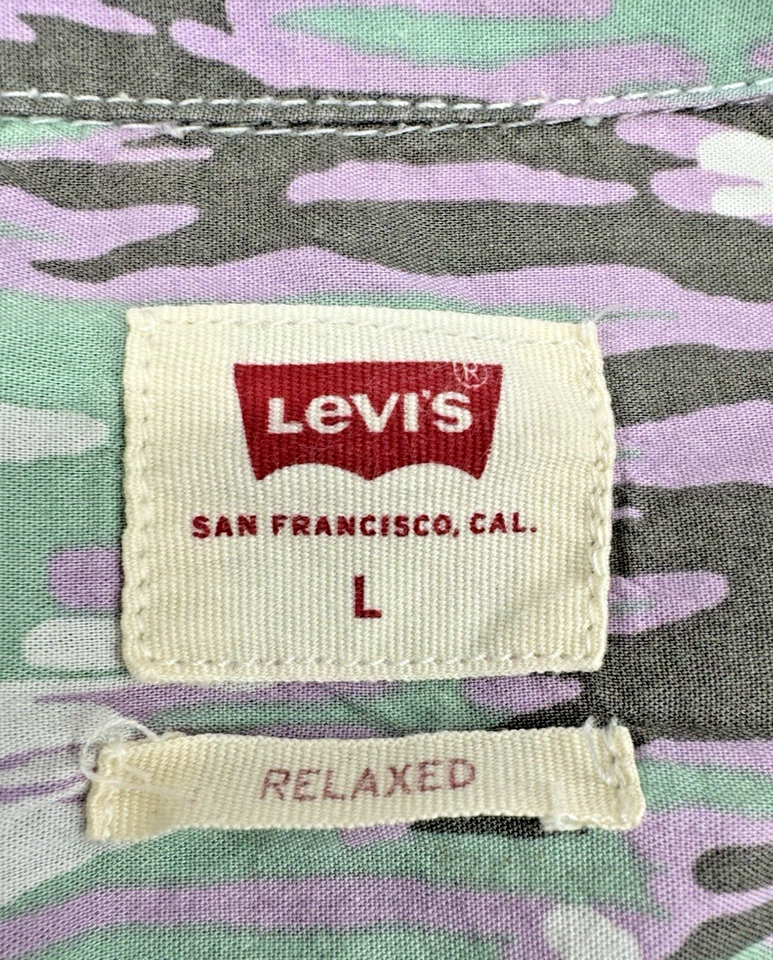 LEVI'S®
SAN FRANCISCO, CAL.
L
RELAXED